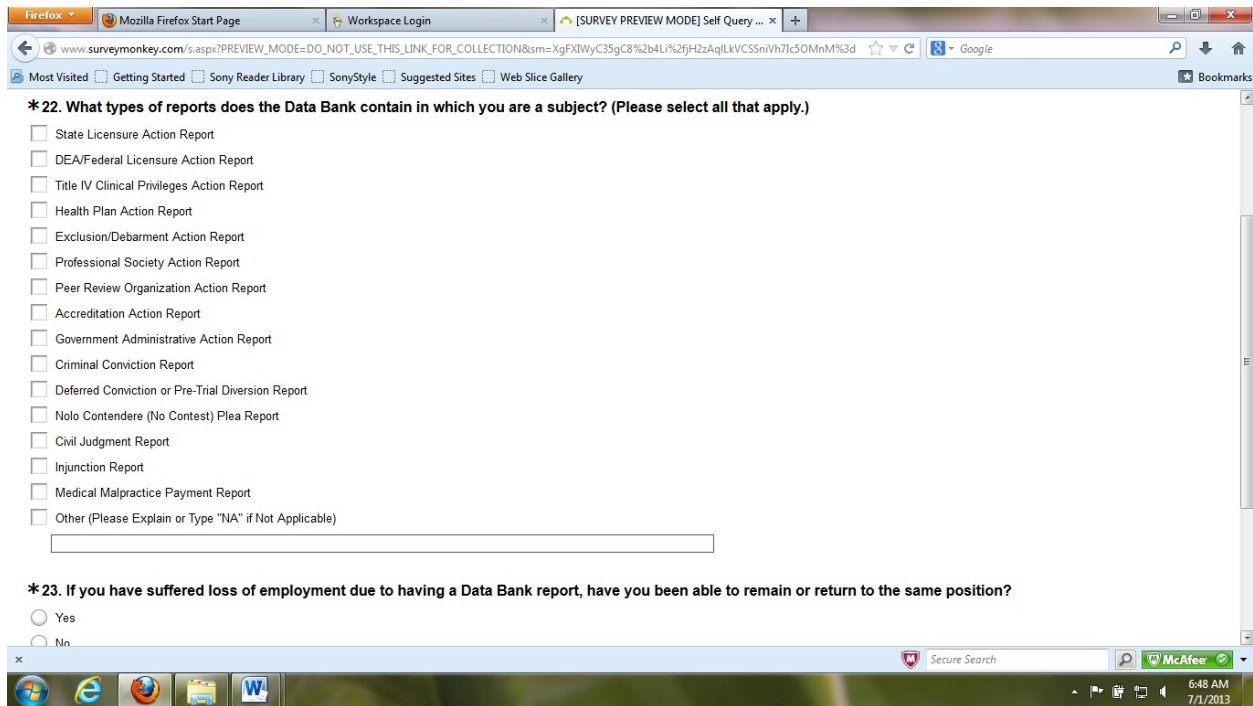 Firefox
Mozilla Firefox Start Page
Workspace Login
[SURVEY PREVIEW MODE] Self Query ...
www.surveymonkey.com/s.aspx?PREVIEW_MODE=DO_NOT_USE_THIS_LINK_FOR_COLLECTION&sm=XgFXIWyC35gC8%2b4Li%2fjH2zAqlLkVCSSniVh7Ic5OMnM%3d
Google
Most Visited Getting Started Sony Reader Library SonyStyle Suggested Sites Web Slice Gallery Bookmarks
*22. What types of reports does the Data Bank contain in which you are a subject? (Please select all that apply.)
State Licensure Action Report
DEA/Federal Licensure Action Report
Title IV Clinical Privileges Action Report
Health Plan Action Report
Exclusion/Debarment Action Report
Professional Society Action Report
Peer Review Organization Action Report
Accreditation Action Report
Government Administrative Action Report
Criminal Conviction Report
Deferred Conviction or Pre-Trial Diversion Report
Nolo Contendere (No Contest) Plea Report
Civil Judgment Report
Injunction Report
Medical Malpractice Payment Report
Other (Please Explain or Type "NA" if Not Applicable)
*23. If you have suffered loss of employment due to having a Data Bank report, have you been able to remain or return to the same position?
Yes
No
Secure Search
McAfee
6:48 AM
7/1/2013